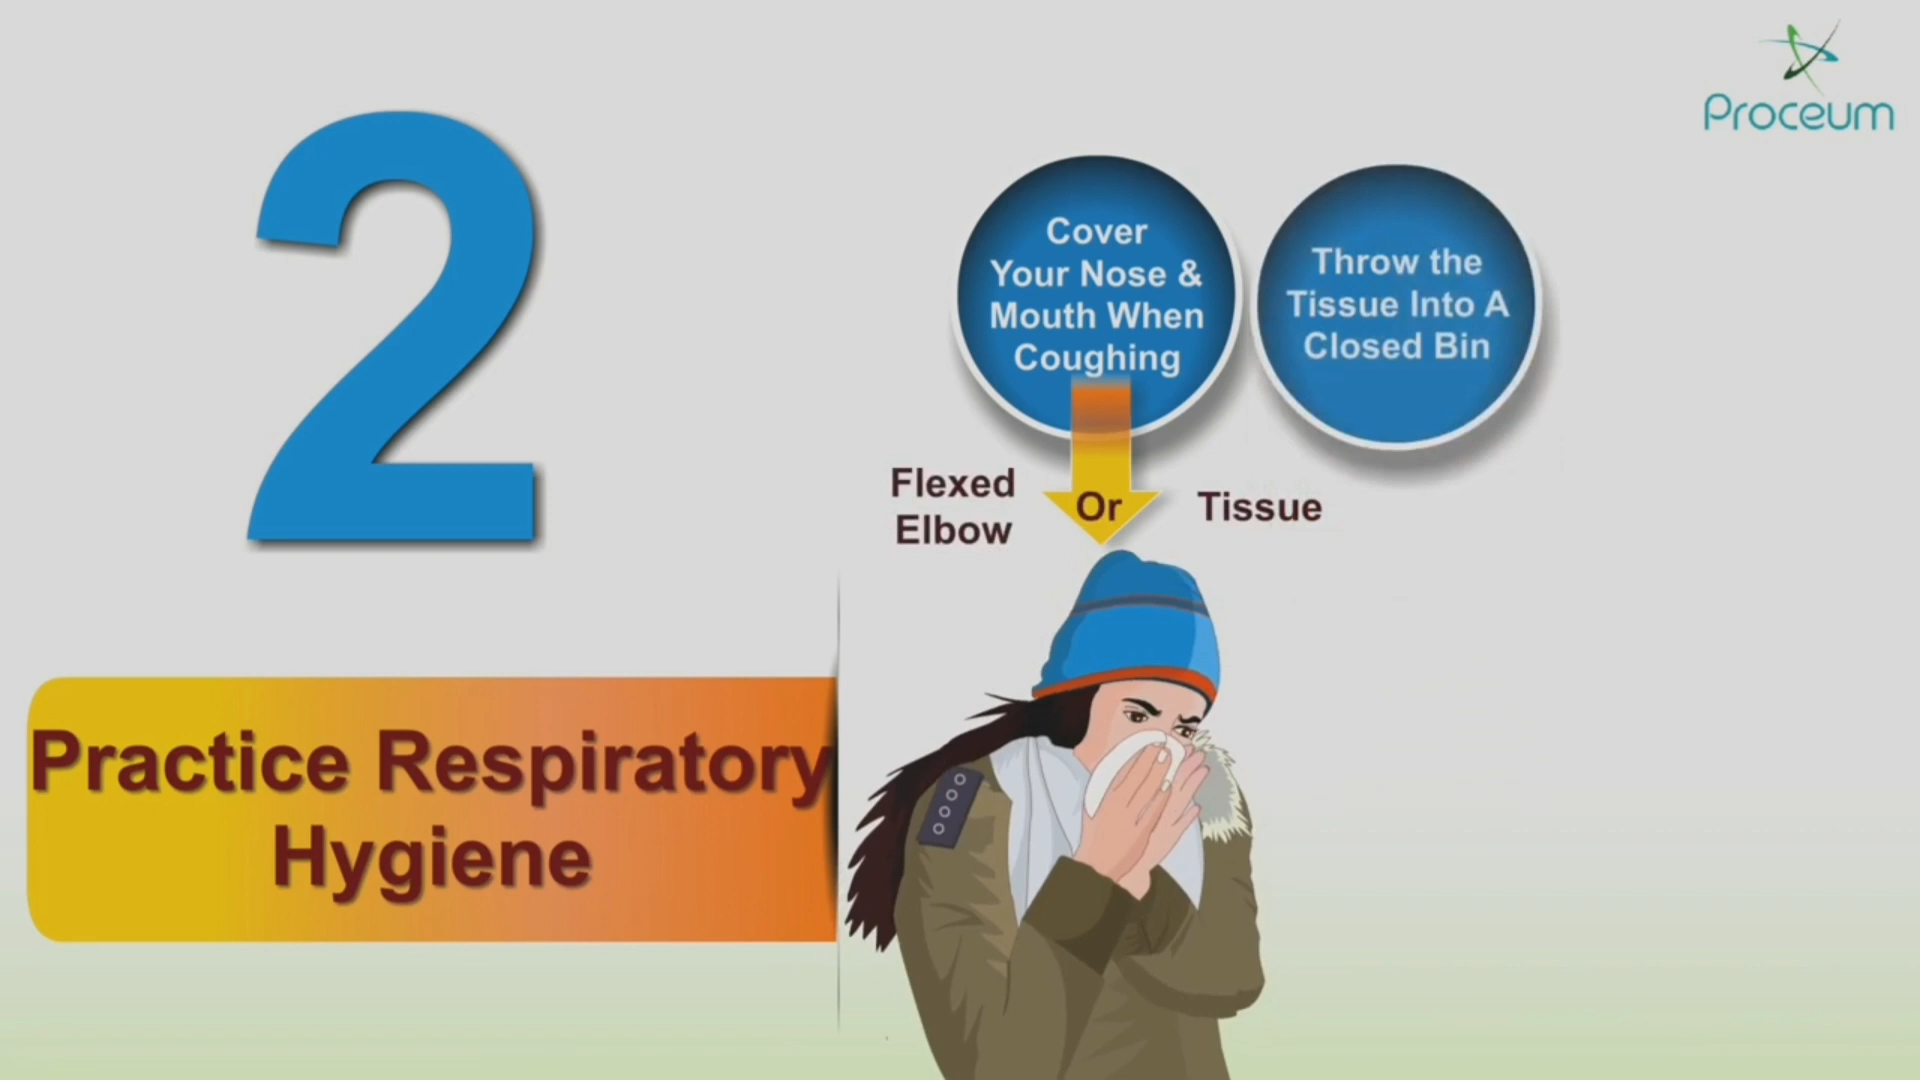 Proceum
2
Practice Respiratory
Hygiene
Cover
Your Nose &
Mouth When
Coughing
Throw the
Tissue Into A
Closed Bin
Flexed
Elbow
Or
Tissue